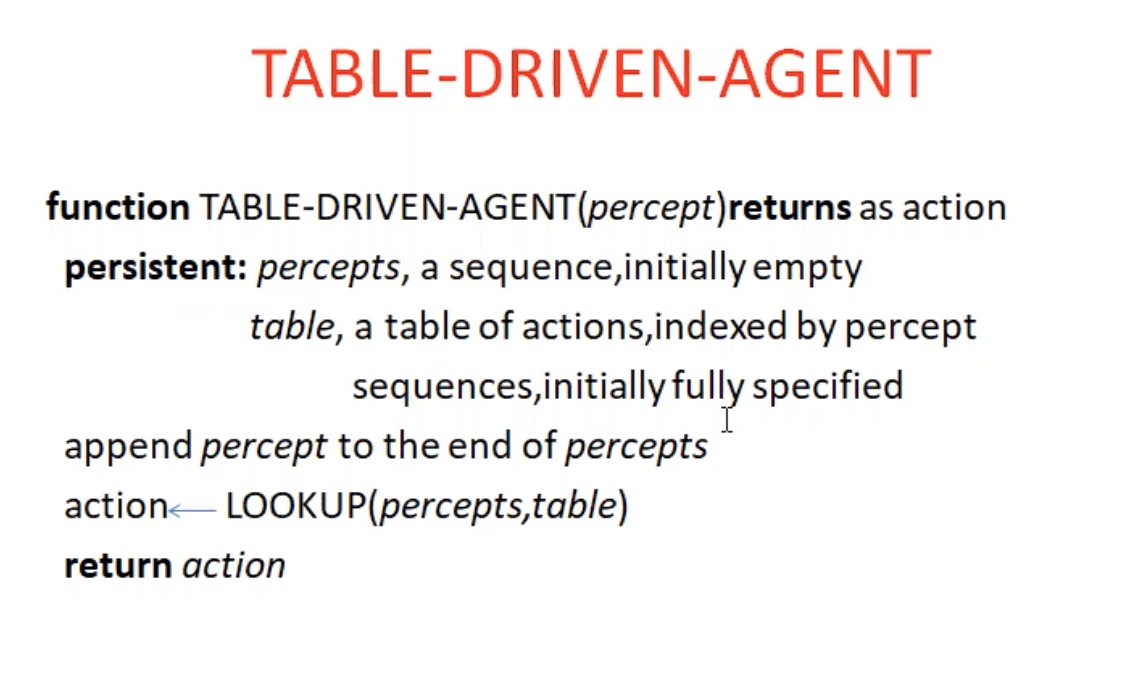 TABLE-DRIVEN-AGENT
function TABLE-DRIVEN-AGENT(percept)returns as action
persistent: percepts, a sequence,initially empty
table, a table of actions,indexed by percept
sequences,initially fully specified
append percept to the end of percepts
action← LOOKUP(percepts,table)
return action